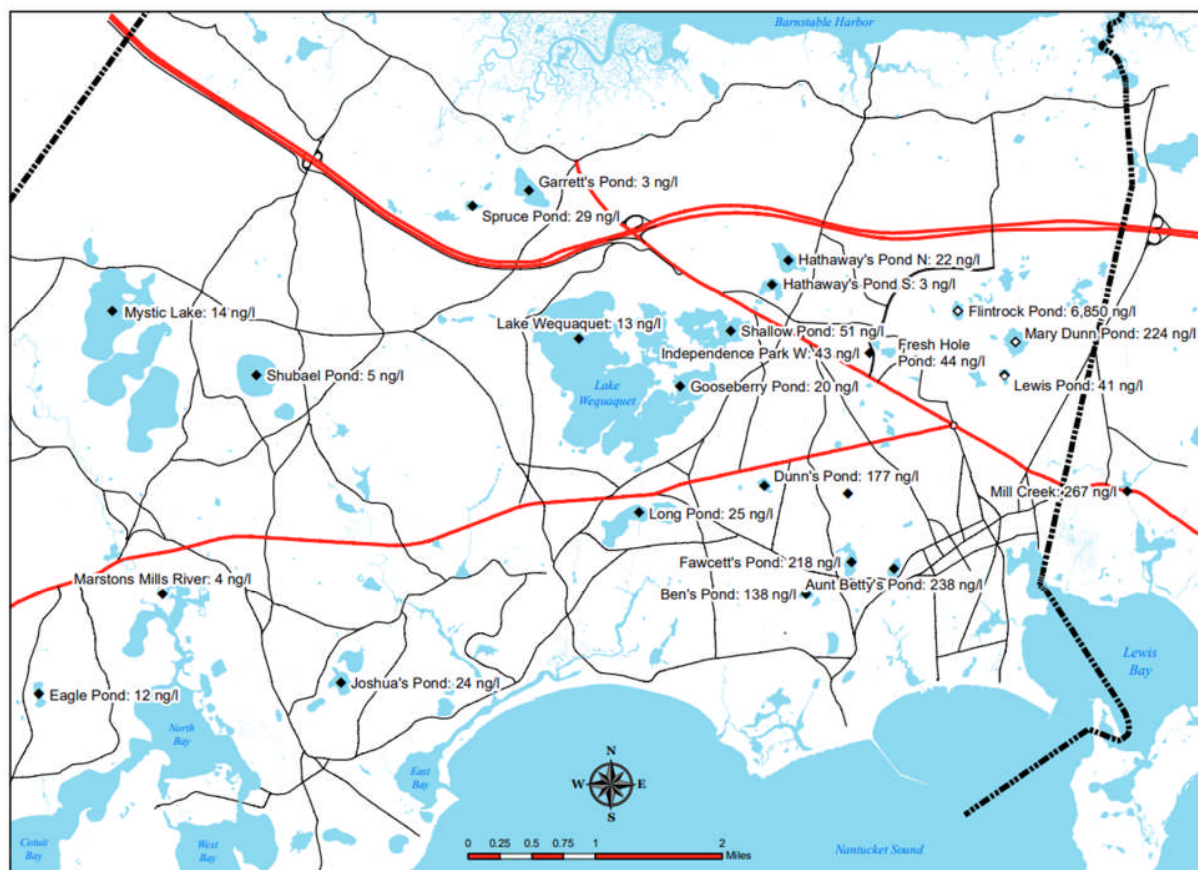 Barnstable Harbor
Garrett's Pond: 3 ng/l
Spruce Pond: 29 ng/l
Hathaway's Pond N: 22 ng/l
Hathaway's Pond S: 3 ng/l
Mystic Lake: 14 ng/l
Flintrock Pond: 6,850 ng/l
Lake Wequaquet: 13 ng/l
Shallow Pond: 51 ng/l
Mary Dunn Pond: 224 ng/l
Independence Park W: 43 ng/l
Fresh Hole
Pond: 44 ng/l
Shubael Pond: 5 ng/l
Lake
Wequaquet
Gooseberry Pond: 20 ng/l
Lewis Pond: 41 ng/l
Dunn's Pond: 177 ng/l
Mill Creek: 267 ng/l
Long Pond: 25 ng/l
Fawcett's Pond: 218 ng/l
Marstons Mills River: 4 ng/l
Aunt Betty's Pond: 238 ng/l
Ben's Pond: 138 ng/l
Lewis
Bay
Eagle Pond: 12 ng/l
Joshua's Pond: 24 ng/l
North
Bay
N
W E
S
East
Bay
Cotuit
Bay
West
Bay
0 0.25 0.5 0.75 1 2
Miles
Nantucket Sound